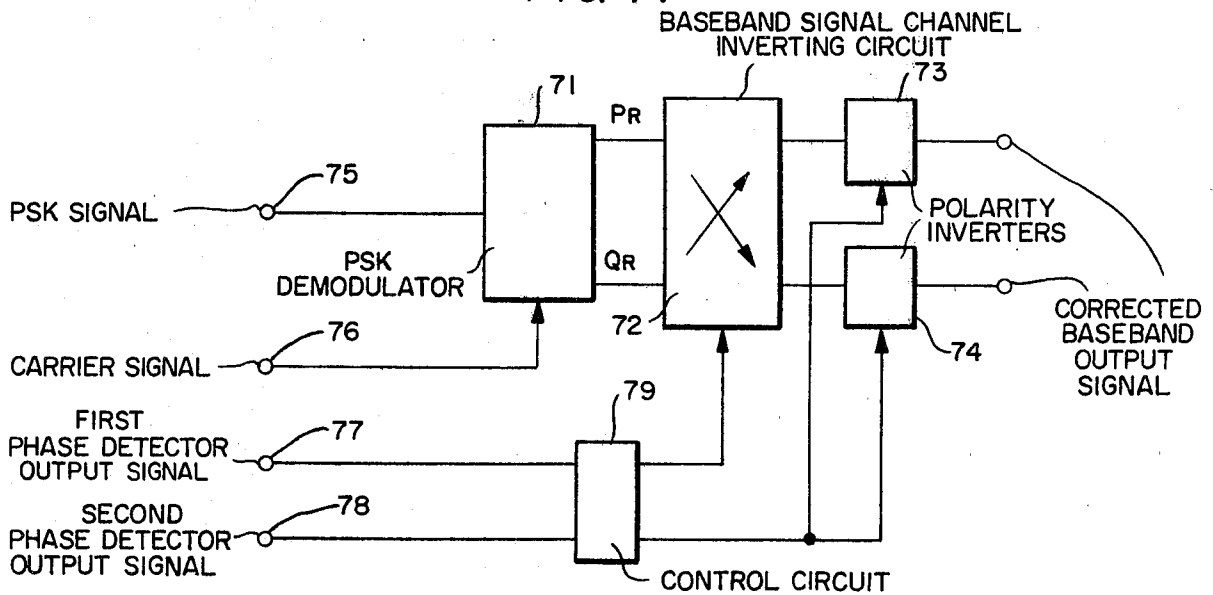 BASEBAND SIGNAL CHANNEL
INVERTING CIRCUIT
71
73
PR
75
PSK SIGNAL
POLARITY
INVERTERS
PSK
DEMODULATOR
QR
72
74
CORRECTED
BASEBAND
OUTPUT
SIGNAL
76
CARRIER SIGNAL
79
FIRST
PHASE DETECTOR
OUTPUT SIGNAL
77
SECOND
PHASE DETECTOR
OUTPUT SIGNAL
78
CONTROL CIRCUIT